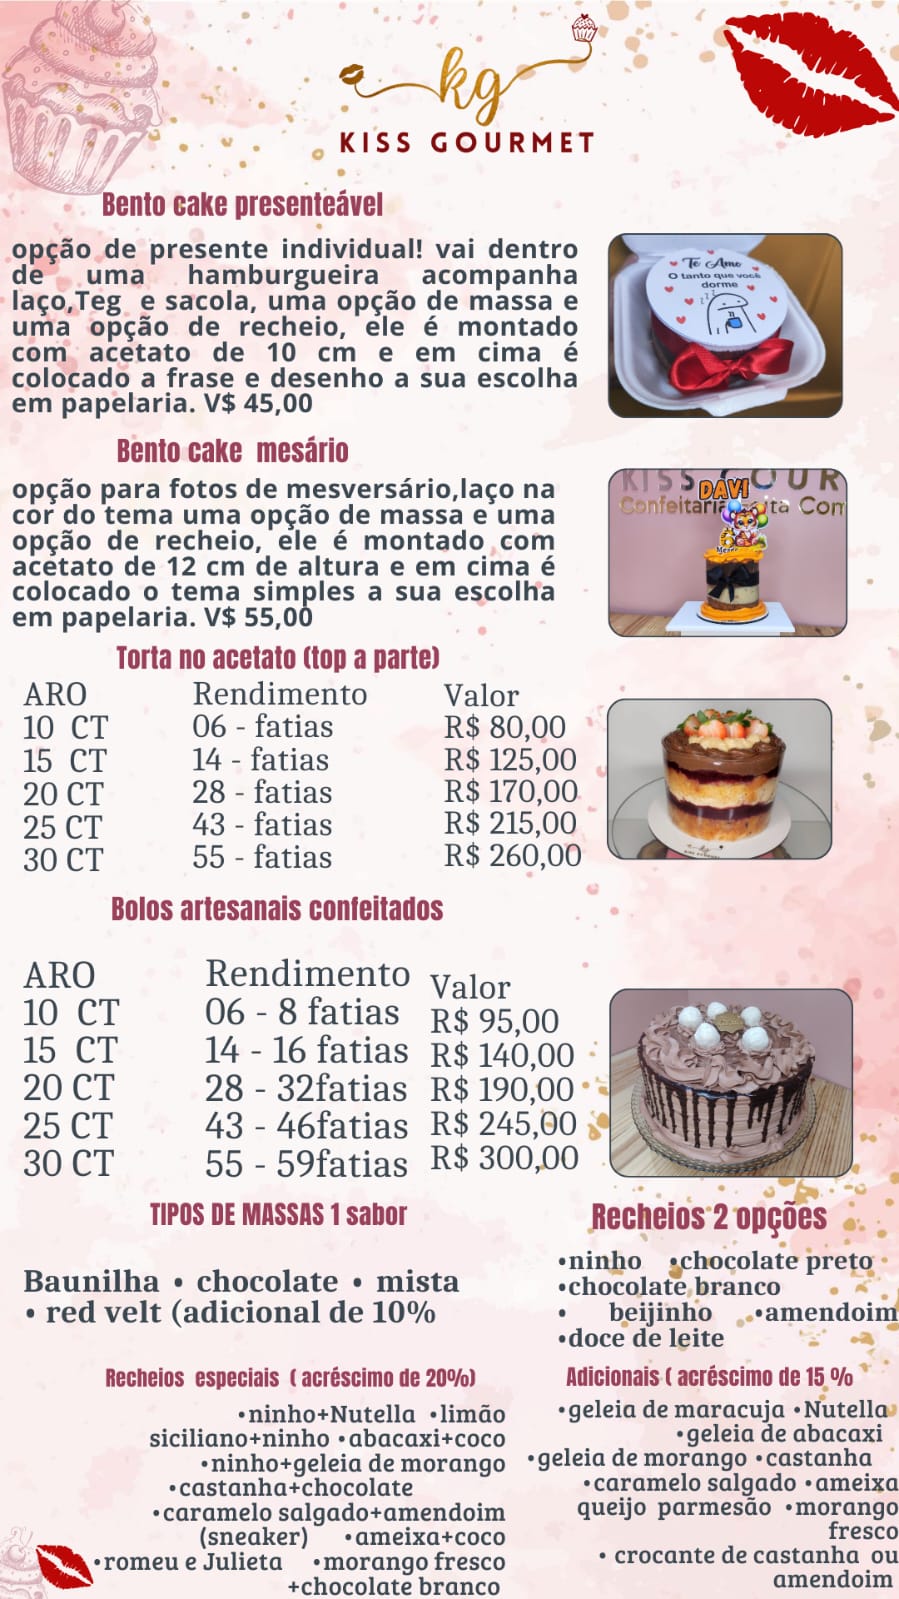 kg
KISS GOURMET
Bento cake presenteável
opção de presente individual! vai dentro
de uma hamburgueira acompanha
laço,Teg e sacola, uma opção de massa e
uma opção de recheio, ele é montado
com acetato de 10 cm e em cima é
colocado a frase e desenho a sua escolha
em papelaria. V$ 45,00
Te Amo
O tanto que você
dorme
Bento cake mesário
opção para fotos de mesversário,laço na
cor do tema uma opção de massa e uma
opção de recheio, ele é montado com
acetato de 12 cm de altura e em cima é
colocado o tema simples a sua escolha
em papelaria. V$ 55,00
KISS GOUR
DAVI
Torta no acetato (top a parte)
ARO Rendimento Valor
10 CT 06 - fatias R$ 80,00
15 CT 14 - fatias R$ 125,00
20 CT 28 - fatias R$ 170,00
25 CT 43 - fatias R$ 215,00
30 CT 55 - fatias R$ 260,00
kg
KISS GOURMET
Bolos artesanais confeitados
ARO Rendimento Valor
10 CT 06 - 8 fatias R$ 95,00
15 CT 14 - 16 fatias R$ 140,00
20 CT 28 - 32fatias R$ 190,00
25 CT 43 - 46fatias R$ 245,00
30 CT 55 - 59fatias R$ 300,00
TIPOS DE MASSAS 1 sabor
Baunilha • chocolate • mista
• red velt (adicional de 10%
Recheios 2 opções
•ninho •chocolate preto
•chocolate branco
• beijinho •amendoim
•doce de leite
Recheios especiais ( acréscimo de 20%)
•ninho+Nutella •limão
siciliano+ninho •abacaxi+coco
•ninho+geleia de morango
•castanha+chocolate
•caramelo salgado+amendoim
(sneaker) •ameixa+coco
•romeu e Julieta •morango fresco
+chocolate branco
Adicionais ( acréscimo de 15 %
•geleia de maracuja •Nutella
•geleia de abacaxi
•geleia de morango •castanha
•caramelo salgado •ameixa
queijo parmesão •morango
fresco
• crocante de castanha ou
amendoim